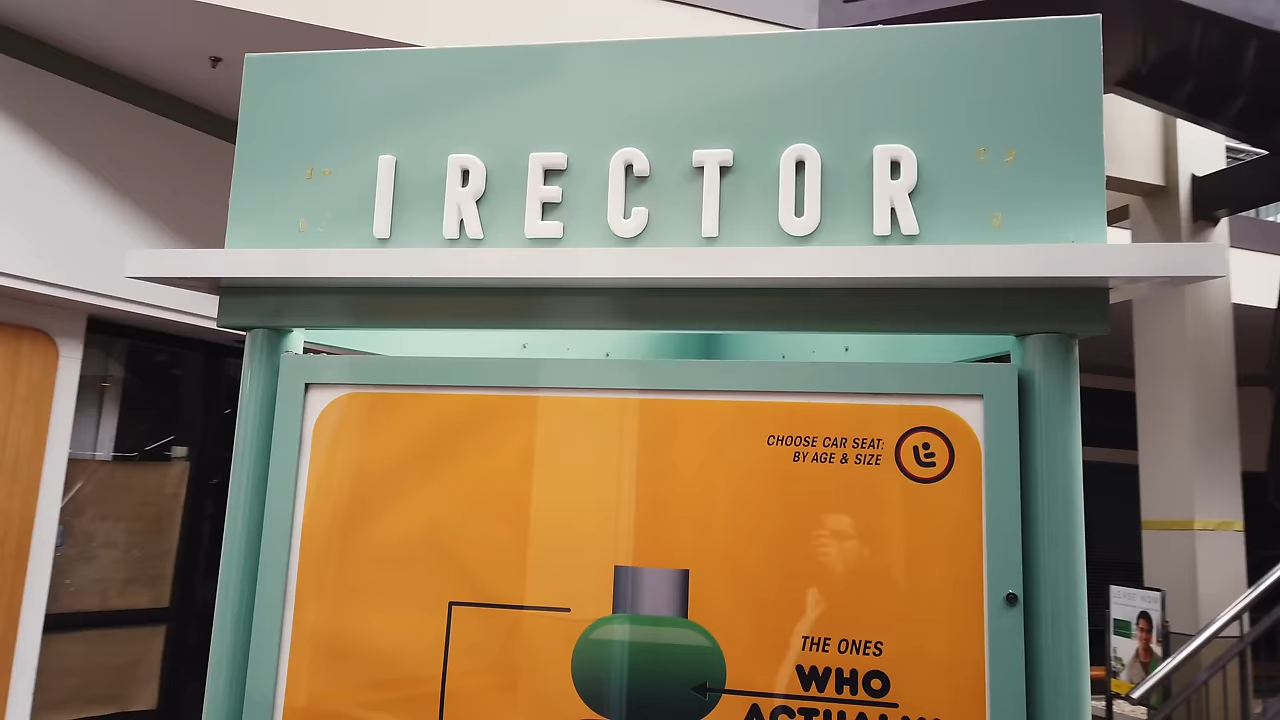 IRECTOR
CHOOSE CAR SEAT:
BY AGE & SIZE
THE ONES
WHO